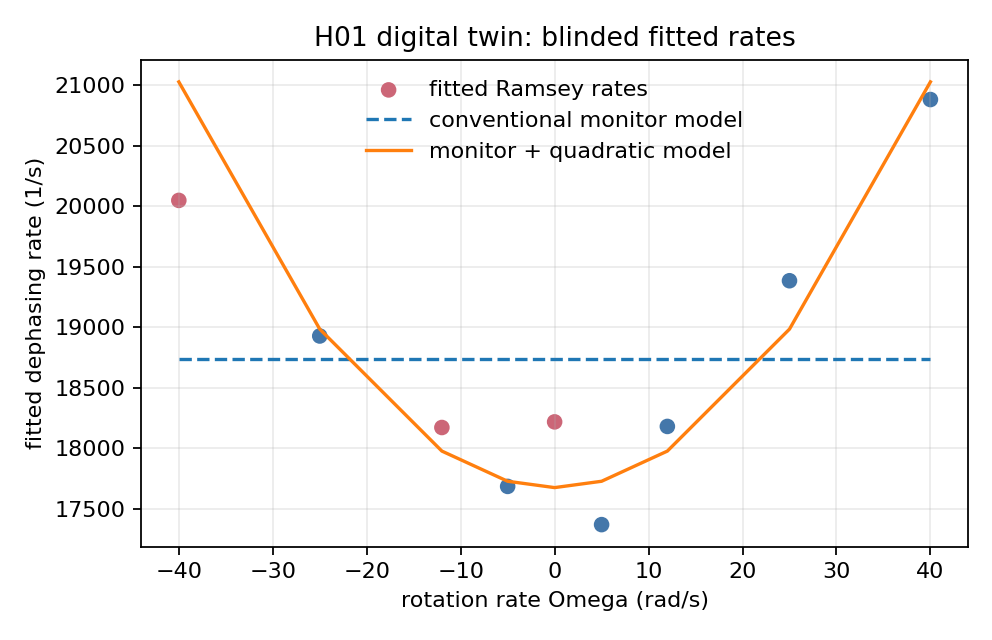 H01 digital twin: blinded fitted rates
fitted Ramsey rates
conventional monitor model
monitor + quadratic model
fitted dephasing rate (1/s)
21000
20500
20000
19500
19000
18500
18000
17500
−40
−30
−20
−10
0
10
20
30
40
rotation rate Omega (rad/s)